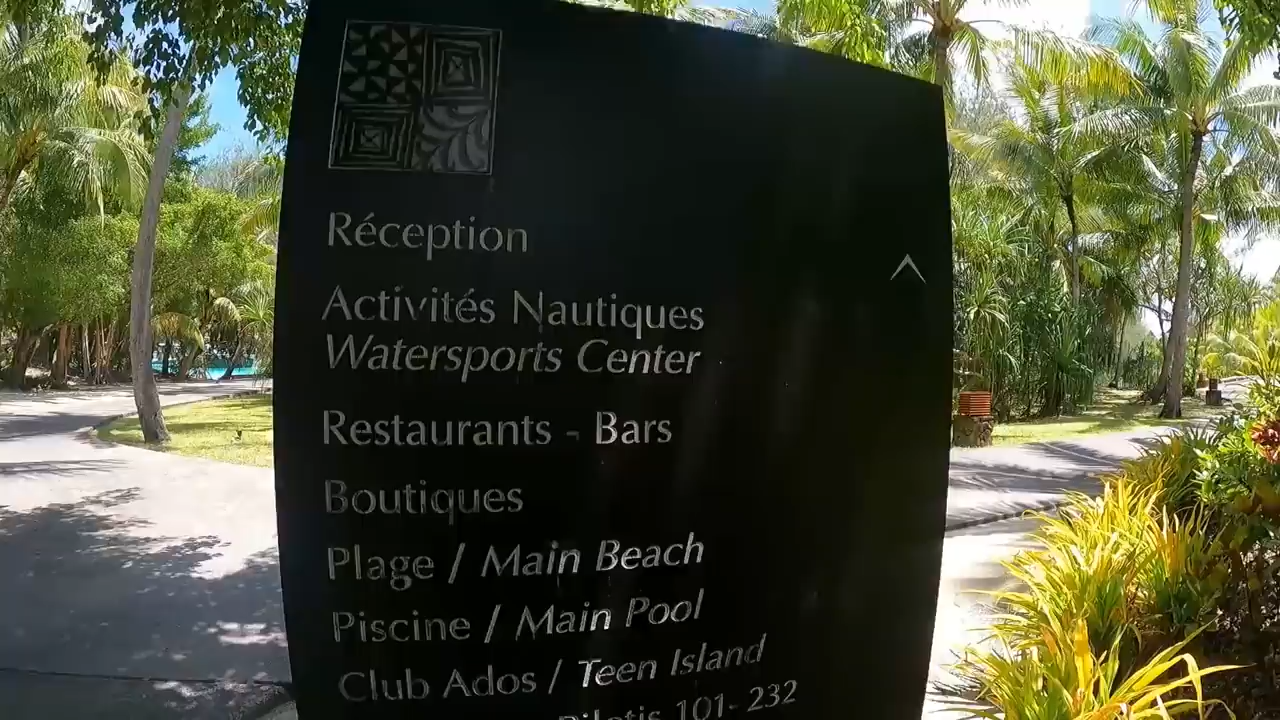 Réception
Activités Nautiques
Watersports Center
Restaurants - Bars
Boutiques
Plage / Main Beach
Piscine / Main Pool
Club Ados / Teen Island
Pilotis 101- 232